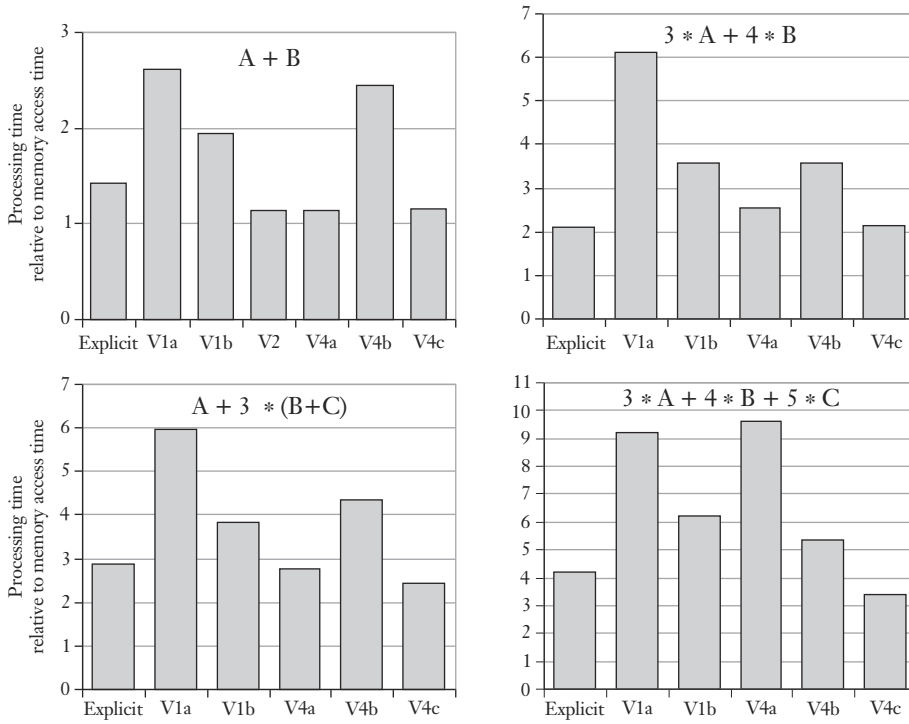 A + B
Processing time
relative to memory access time
3
2
1
0
Explicit V1a V1b V2 V4a V4b V4c
3 * A + 4 * B
7
6
5
4
3
2
1
0
Explicit V1a V1b V4a V4b V4c
A + 3 * (B+C)
Processing time
relative to memory access time
7
6
5
4
3
2
1
0
Explicit V1a V1b V4a V4b V4c
3 * A + 4 * B + 5 * C
11
10
9
8
7
6
5
4
3
2
1
0
Explicit V1a V1b V4a V4b V4c